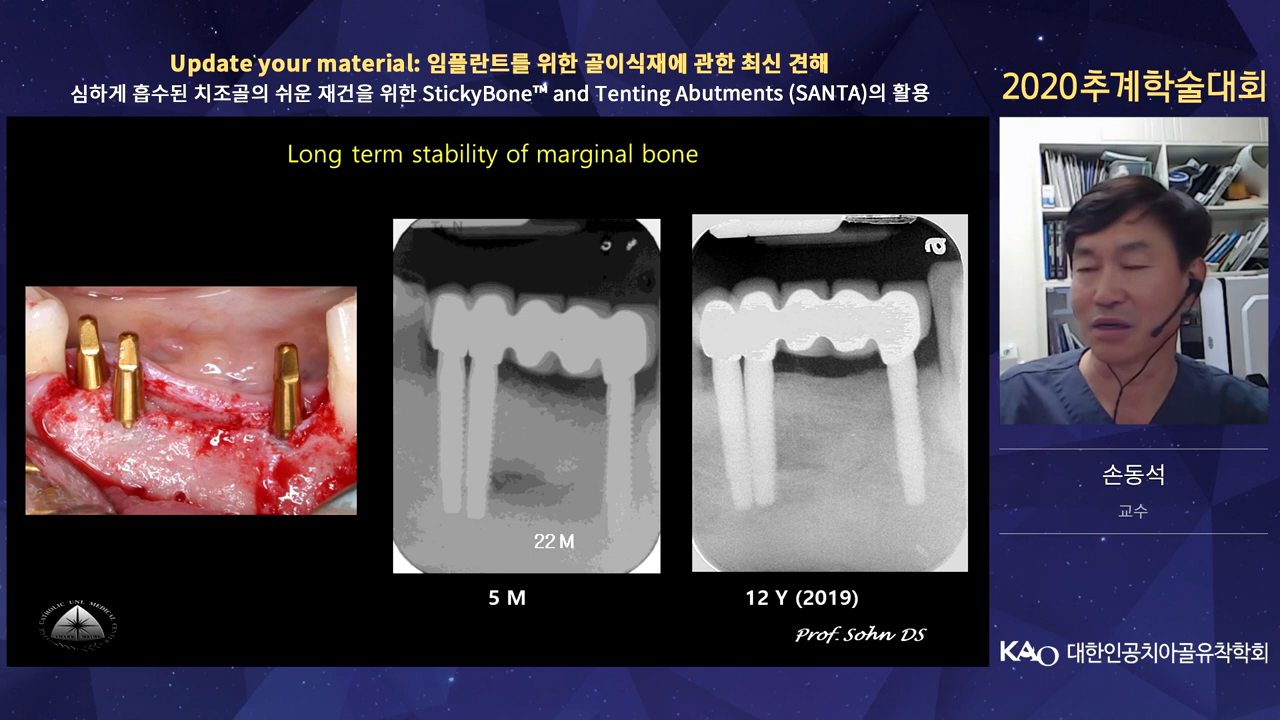 Update your material: 임플란트를 위한 골이식재에 관한 최신 견해
심하게 흡수된 치조골의 쉬운 재건을 위한 StickyBone™ and Tenting Abutments (SANTA)의 활용
2020추계학술대회
Long term stability of marginal bone
22 M
5 M
12 Y (2019)
Prof. Sohn DS
손동석
교수
KAO 대한인공치아골유착학회